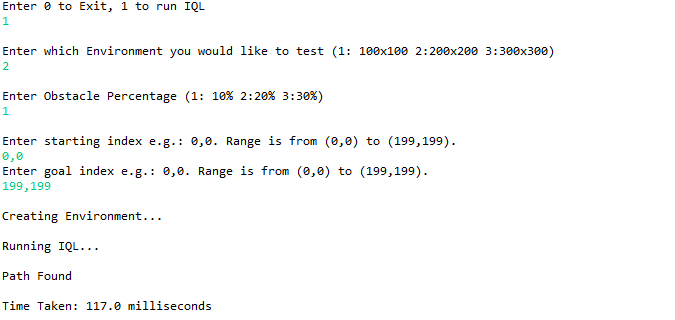 Enter 0 to Exit, 1 to run IQL
1
Enter which Environment you would like to test (1: 100x100 2:200x200 3:300x300)
2
Enter Obstacle Percentage (1: 10% 2:20% 3:30%)
1
Enter starting index e.g.: 0,0. Range is from (0,0) to (199,199).
0,0
Enter goal index e.g.: 0,0. Range is from (0,0) to (199,199).
199,199
Creating Environment...
Running IQL...
Path Found
Time Taken: 117.0 milliseconds